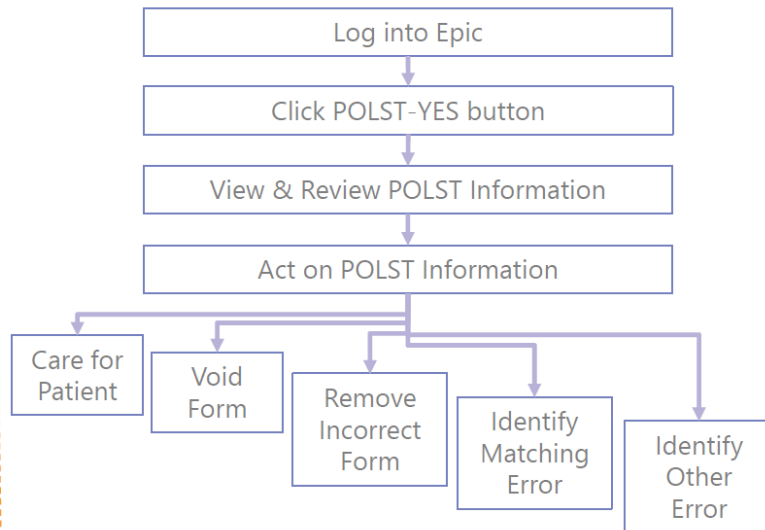 Log into Epic
Click POLST-YES button
View & Review POLST Information
Act on POLST Information
Care for
Patient
Void
Form
Remove
Incorrect
Form
Identify
Matching
Error
Identify
Other
Error